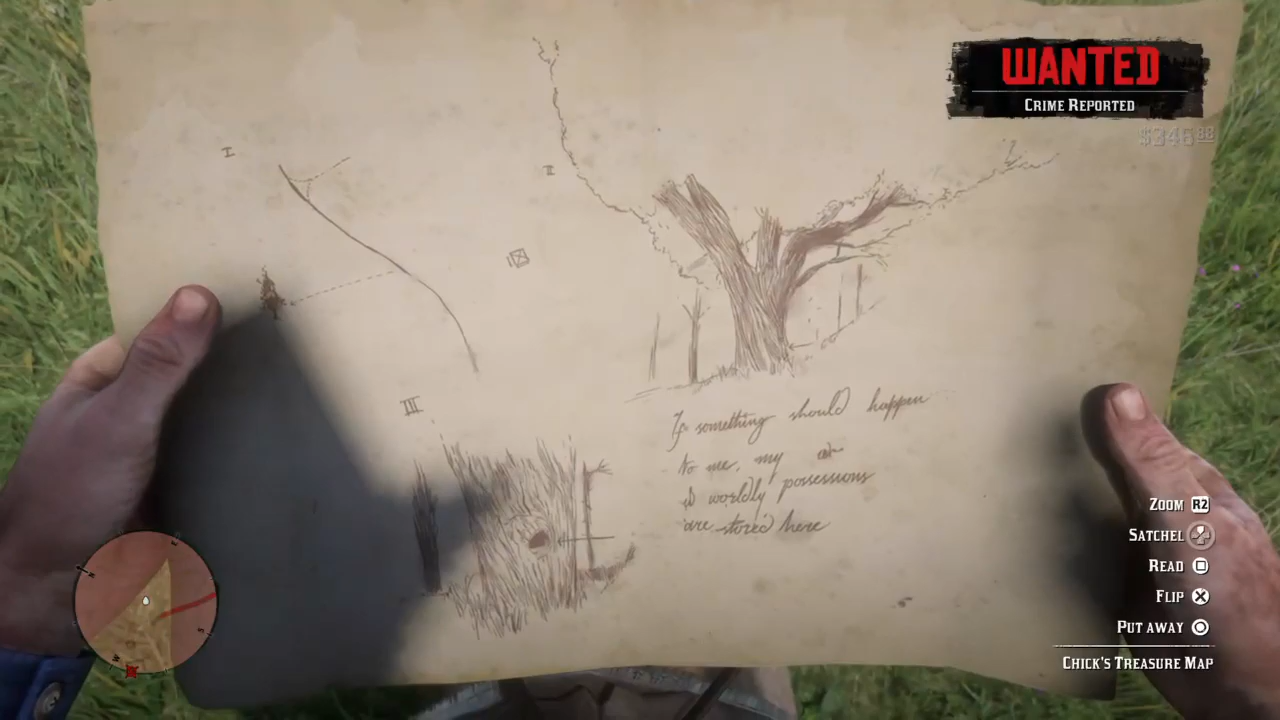 WANTED
CRIME REPORTED
$346 88
I
II
III
If something should happen
to me, my
worldly possessions
are stored here
ZOOM R2
SATCHEL
READ
FLIP
PUT AWAY
CHICK'S TREASURE MAP